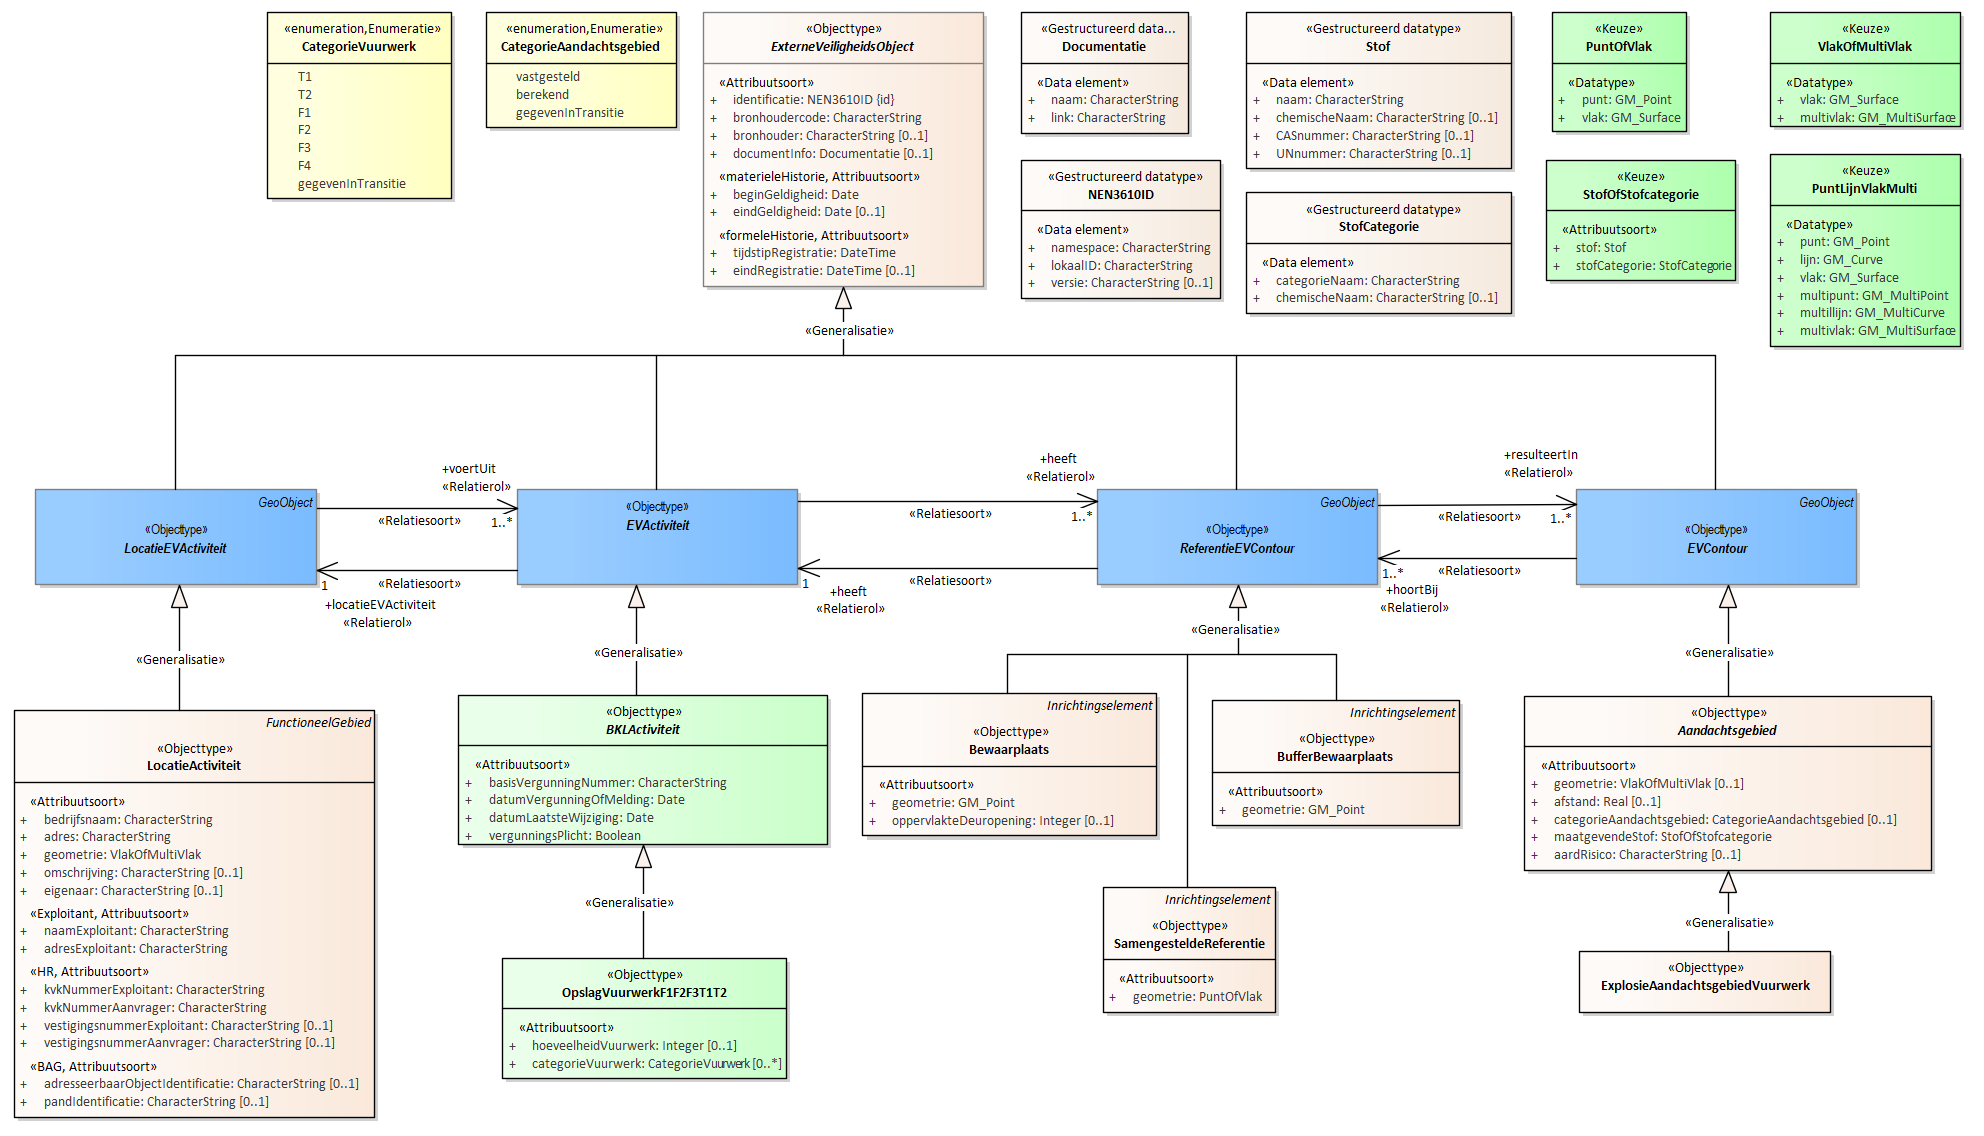 «enumeration,Enumeratie»
CategorieVuurwerk
T1
T2
F1
F2
F3
F4
gegevenInTransitie
«enumeration,Enumeratie»
CategorieAandachtsgebied
vastgesteld
berekend
gegevenInTransitie
«Objecttype»
ExterneVeiligheidsObject
«Attribuutsoort»
+ identificatie: NEN3610ID {id}
+ bronhoudercode: CharacterString
+ bronhouder: CharacterString [0..1]
+ documentInfo: Documentatie [0..1]
«materieleHistorie, Attribuutsoort»
+ beginGeldigheid: Date
+ eindGeldigheid: Date [0..1]
«formeleHistorie, Attribuutsoort»
+ tijdstipRegistratie: DateTime
+ eindRegistratie: DateTime [0..1]
«Gestructureerd data...
Documentatie
«Data element»
+ naam: CharacterString
+ link: CharacterString
«Gestructureerd datatype»
NEN3610ID
«Data element»
+ namespace: CharacterString
+ lokaalID: CharacterString
+ versie: CharacterString [0..1]
«Gestructureerd datatype»
Stof
«Data element»
+ naam: CharacterString
+ chemischeNaam: CharacterString [0..1]
+ CASnummer: CharacterString [0..1]
+ UNnummer: CharacterString [0..1]
«Gestructureerd datatype»
StofCategorie
«Data element»
+ categorieNaam: CharacterString
+ chemischeNaam: CharacterString [0..1]
«Keuze»
PuntOfVlak
«Datatype»
+ punt: GM_Point
+ vlak: GM_Surface
«Keuze»
StofOfStofcategorie
«Attribuutsoort»
+ stof: Stof
+ stofCategorie: StofCategorie
«Keuze»
VlakOfMultiVlak
«Datatype»
+ vlak: GM_Surface
+ multivlak: GM_MultiSurface
«Keuze»
PuntLijnVlakMulti
«Datatype»
+ punt: GM_Point
+ lijn: GM_Curve
+ vlak: GM_Surface
+ multipunt: GM_MultiPoint
+ multilijn: GM_MultiCurve
+ multivlak: GM_MultiSurface
«Generalisatie»
GeoObject
«Objecttype»
LocatieEVActiviteit
+voertUit
«Relatierol»
«Relatiesoort»
1..*
«Relatiesoort»
1
+locatieEVActiviteit
«Relatierol»
«Objecttype»
EVActiviteit
+heeft
«Relatierol»
«Relatiesoort»
1..*
«Relatiesoort»
1
+heeft
«Relatierol»
GeoObject
«Objecttype»
ReferentieEVContour
+resulteertIn
«Relatierol»
«Relatiesoort»
1..*
«Relatiesoort»
1..*
+hoortBij
«Relatierol»
GeoObject
«Objecttype»
EVContour
«Generalisatie»
«Generalisatie»
«Generalisatie»
«Generalisatie»
FunctioneelGebied
«Objecttype»
LocatieActiviteit
«Attribuutsoort»
+ bedrijfsnaam: CharacterString
+ adres: CharacterString
+ geometrie: VlakOfMultiVlak
+ omschrijving: CharacterString [0..1]
+ eigenaar: CharacterString [0..1]
«Exploitant, Attribuutsoort»
+ naamExploitant: CharacterString
+ adresExploitant: CharacterString
«HR, Attribuutsoort»
+ kvkNummerExploitant: CharacterString
+ kvkNummerAanvrager: CharacterString
+ vestigingsnummerExploitant: CharacterString [0..1]
+ vestigingsnummerAanvrager: CharacterString [0..1]
«BAG, Attribuutsoort»
+ adresseerbaarObjectIdentificatie: CharacterString [0..1]
+ pandIdentificatie: CharacterString [0..1]
«Objecttype»
BKLActiviteit
«Attribuutsoort»
+ basisVergunningNummer: CharacterString
+ datumVergunningOfMelding: Date
+ datumLaatsteWijziging: Date
+ vergunningsPlicht: Boolean
«Generalisatie»
«Objecttype»
OpslagVuurwerkF1F2F3T1T2
«Attribuutsoort»
+ hoeveelheidVuurwerk: Integer [0..1]
+ categorieVuurwerk: CategorieVuurwerk [0..*]
Inrichtingselement
«Objecttype»
Bewaarplaats
«Attribuutsoort»
+ geometrie: GM_Point
+ oppervlakteDeuropening: Integer [0..1]
Inrichtingselement
«Objecttype»
BufferBewaarplaats
«Attribuutsoort»
+ geometrie: GM_Point
Inrichtingselement
«Objecttype»
SamengesteldeReferentie
«Attribuutsoort»
+ geometrie: PuntOfVlak
«Objecttype»
Aandachtsgebied
«Attribuutsoort»
+ geometrie: VlakOfMultiVlak [0..1]
+ afstand: Real [0..1]
+ categorieAandachtsgebied: CategorieAandachtsgebied [0..1]
+ maatgevendeStof: StofOfStofcategorie
+ aardRisico: CharacterString [0..1]
«Generalisatie»
«Objecttype»
ExplosieAandachtsgebiedVuurwerk